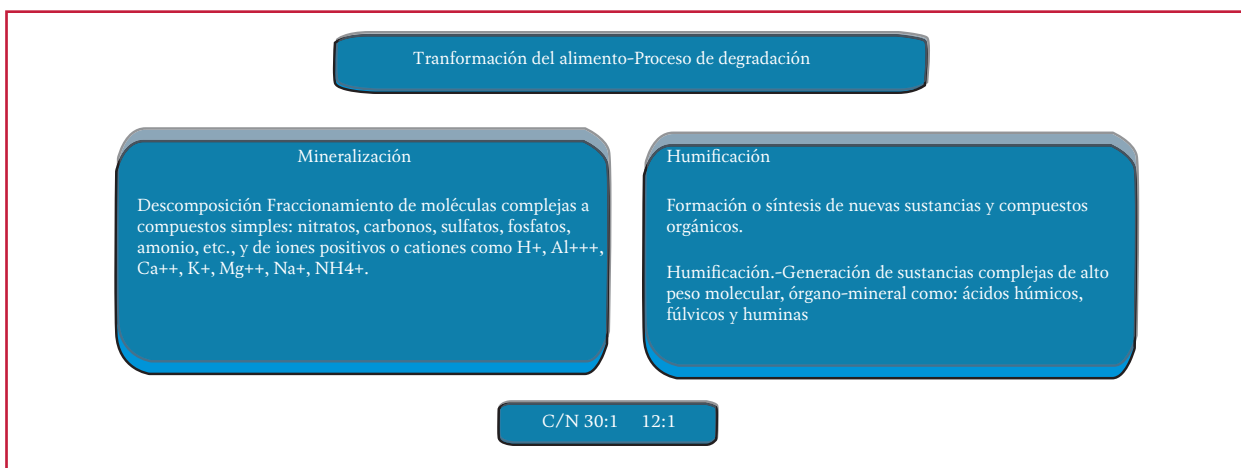 Tranformación del alimento-Proceso de degradación
Mineralización
Descomposición Fraccionamiento de moléculas complejas a
compuestos simples: nitratos, carbonos, sulfatos, fosfatos,
amonio, etc., y de iones positivos o cationes como H+, Al+++,
Ca++, K+, Mg++, Na+, NH4+.
Humificación
Formación o síntesis de nuevas sustancias y compuestos
orgánicos.
Humificación.-Generación de sustancias complejas de alto
peso molecular, órgano-mineral como: ácidos húmicos,
fúlvicos y huminas
C/N 30:1 12:1